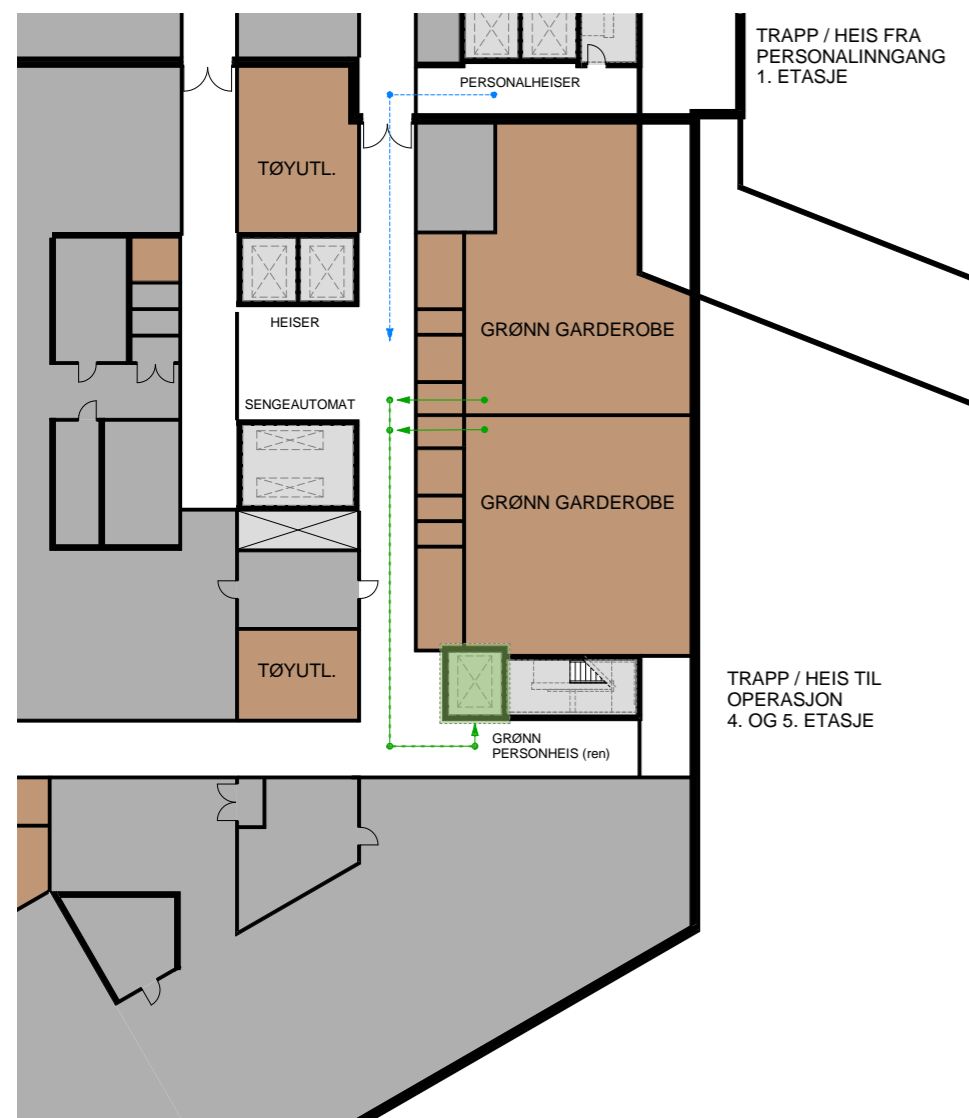 TRAPP / HEIS FRA
PERSONALINNGANG
1. ETASJE
PERSONALHEISER
TØYUTL.
HEISER
GRØNN GARDEROBE
SENGEAUTOMAT
GRØNN GARDEROBE
TØYUTL.
TRAPP / HEIS TIL
OPERASJON
4. OG 5. ETASJE
GRØNN
PERSONHEIS (ren)